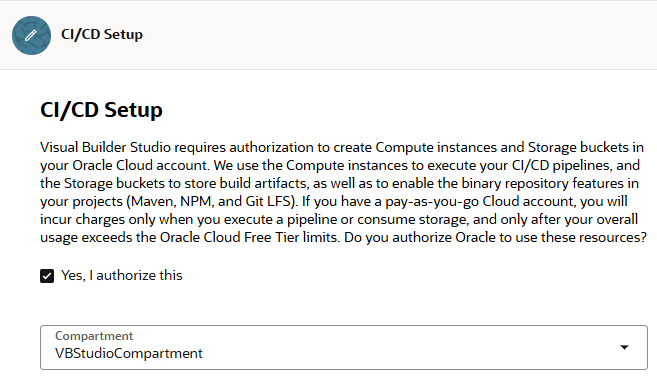 CI/CD Setup
CI/CD Setup
Visual Builder Studio requires authorization to create Compute instances and Storage buckets in
your Oracle Cloud account. We use the Compute instances to execute your CI/CD pipelines, and
the Storage buckets to store build artifacts, as well as to enable the binary repository features in
your projects (Maven, NPM, and Git LFS). If you have a pay-as-you-go Cloud account, you will
incur charges only when you execute a pipeline or consume storage, and only after your overall
usage exceeds the Oracle Cloud Free Tier limits. Do you authorize Oracle to use these resources?
Yes, I authorize this
Compartment
VBStudioCompartment